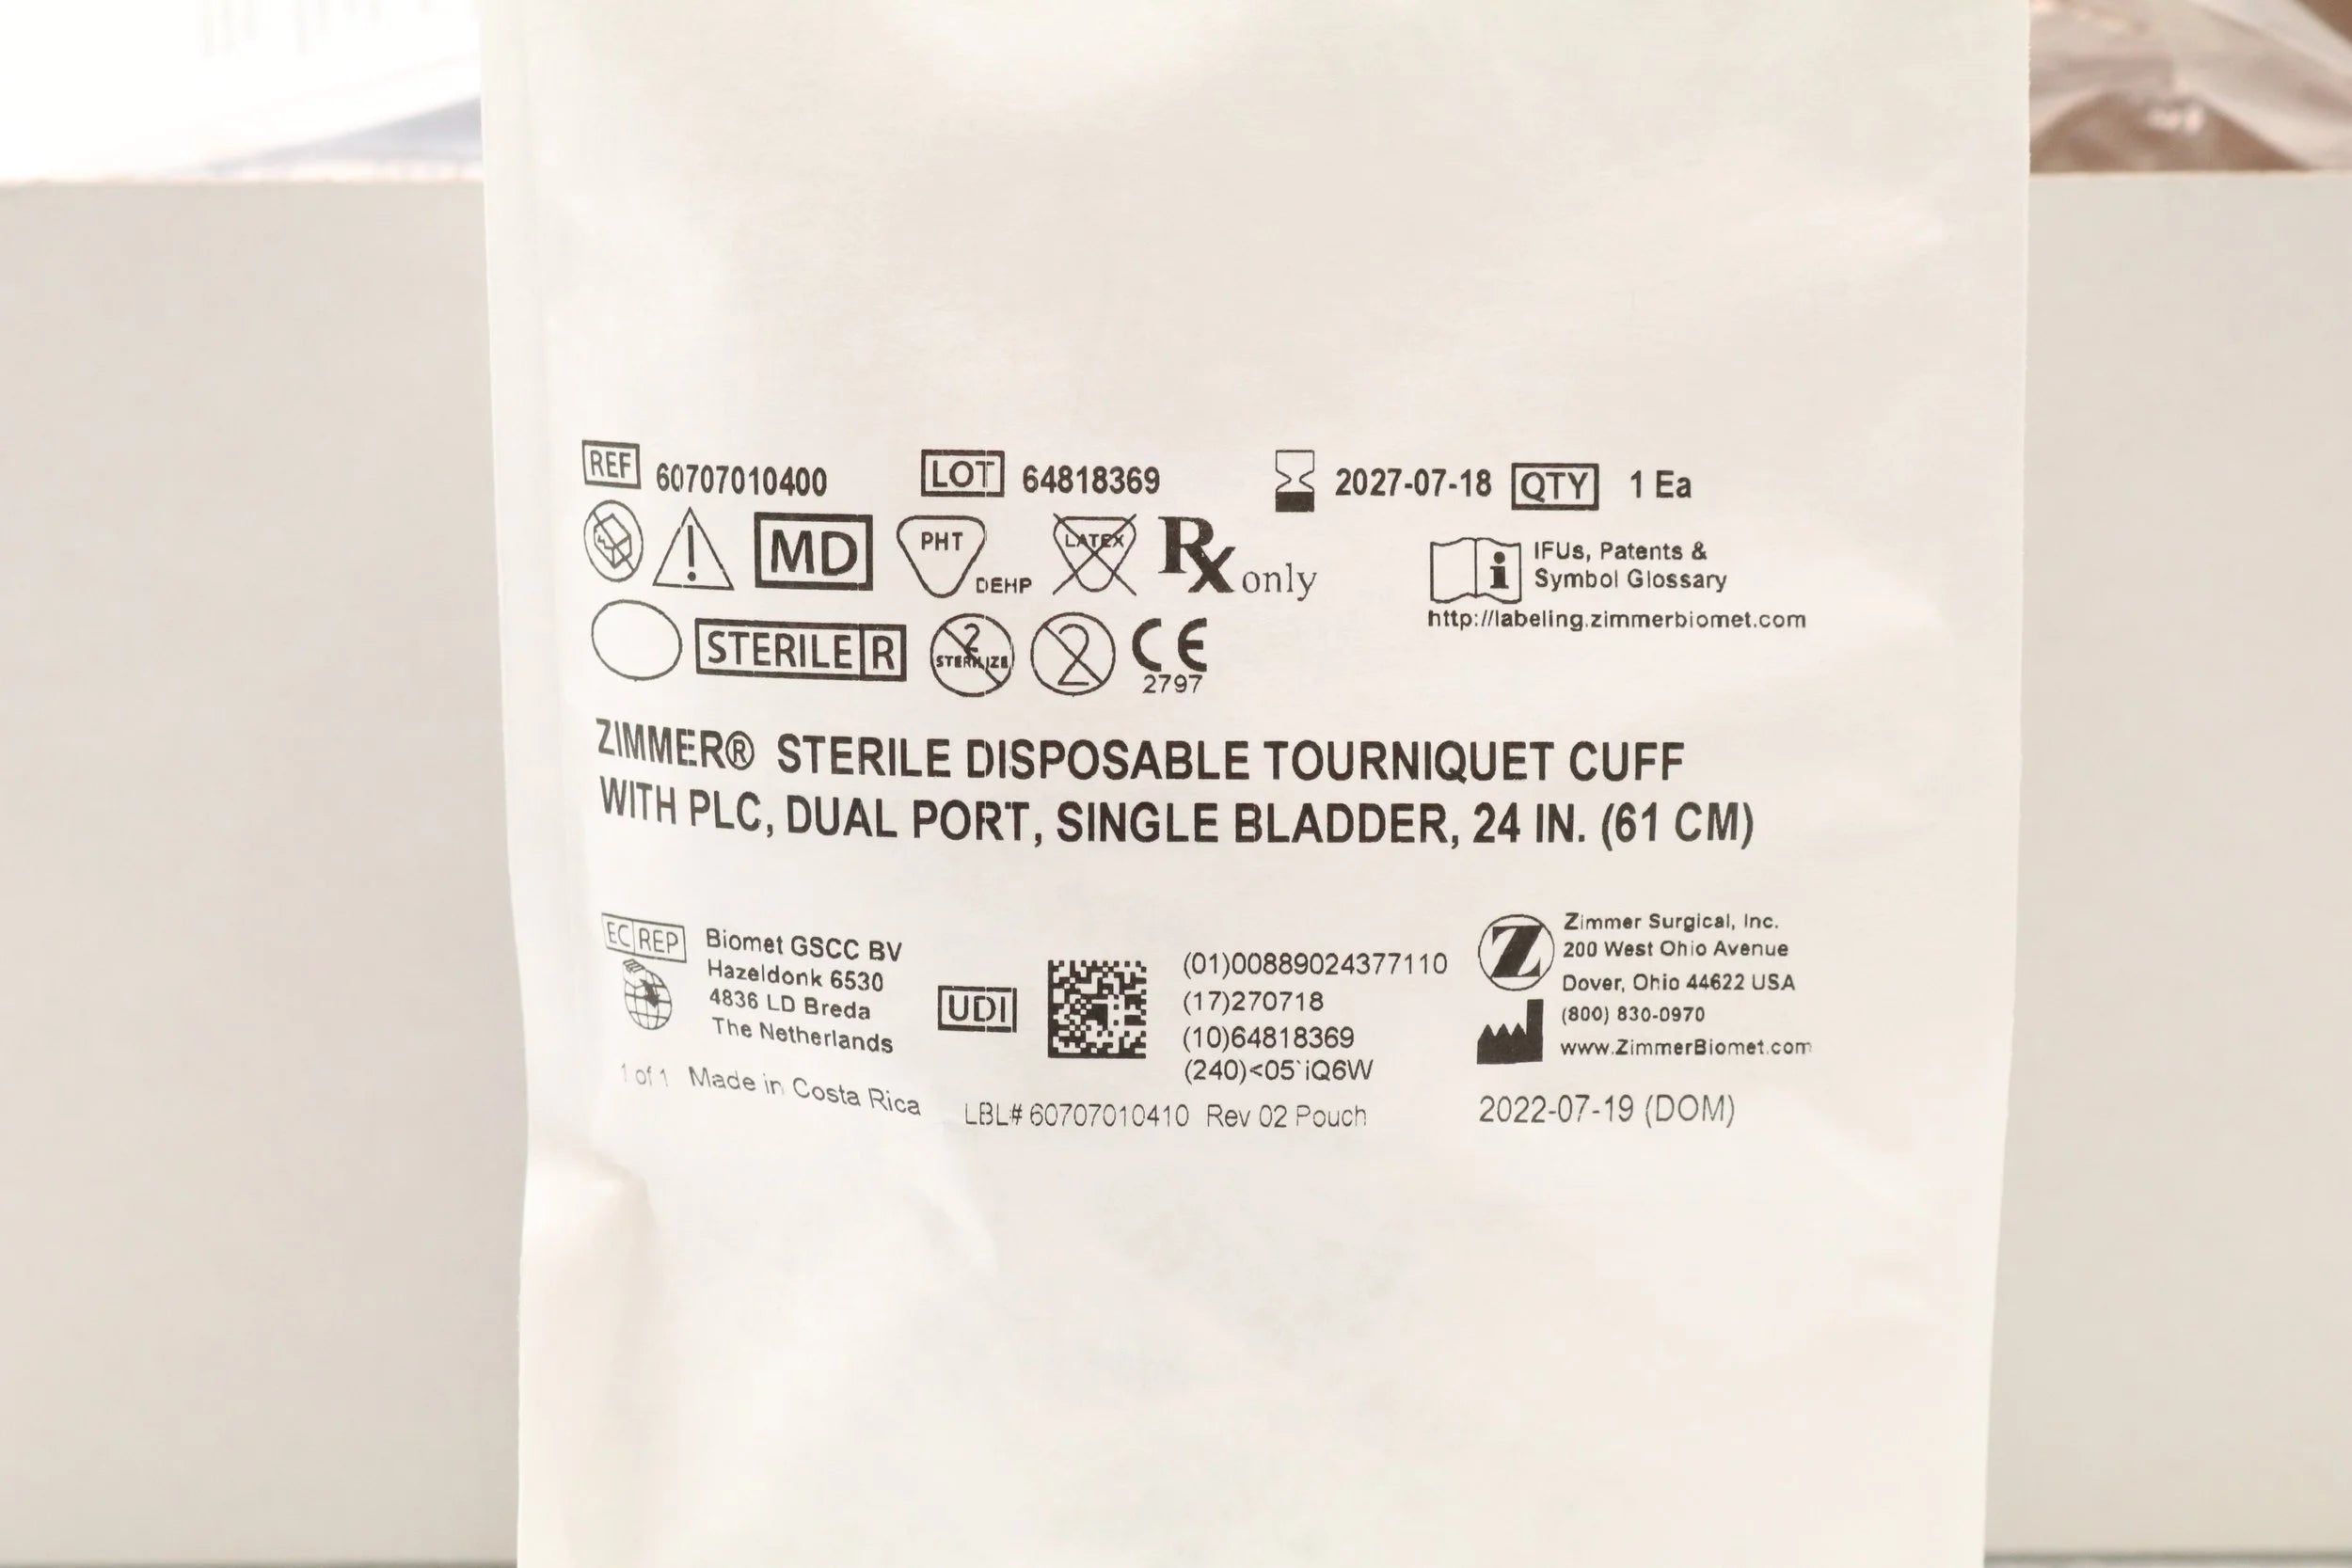 REF 60707010400 LOT 64818369 2027-07-18 QTY 1 Ea
MD PHT DEHP LATEX Rx only
IFUs, Patents &
Symbol Glossary
http://labeling.zimmerbiomet.com
STERILE R 2 STERILIZE 2 CE
2797
ZIMMER® STERILE DISPOSABLE TOURNIQUET CUFF
WITH PLC, DUAL PORT, SINGLE BLADDER, 24 IN. (61 CM)
EC REP
Biomet GSCC BV
Hazeldonk 6530
4836 LD Breda
The Netherlands
1 of 1 Made in Costa Rica
UDI
(01)00889024377110
(17)270718
(10)64818369
(240)<05`iQ6W
LBL# 60707010410 Rev 02 Pouch
Z
Zimmer Surgical, Inc.
200 West Ohio Avenue
Dover, Ohio 44622 USA
(800) 830-0970
www.ZimmerBiomet.com
2022-07-19 (DOM)